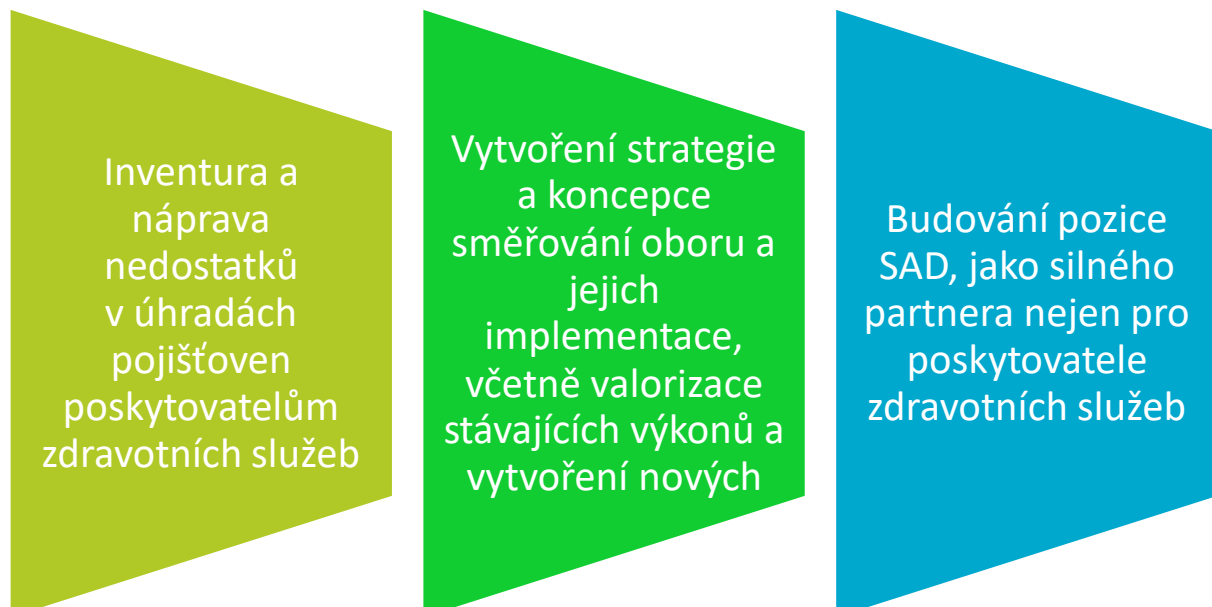 Inventura a
náprava
nedostatků
v úhradách
pojišťoven
poskytovatelům
zdravotních služeb
Vytvoření strategie
a koncepce
směřování oboru a
jejich
implementace,
včetně valorizace
stávajících výkonů a
vytvoření nových
Budování pozice
SAD, jako silného
partnera nejen pro
poskytovatele
zdravotních služeb